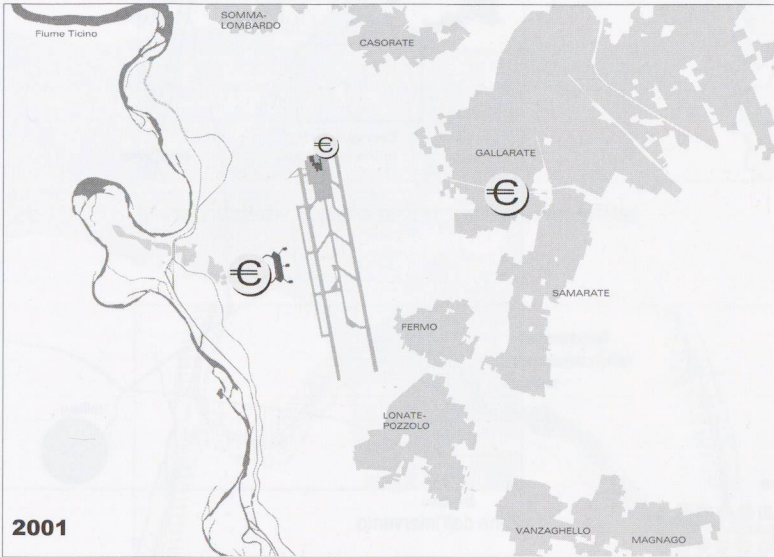 SOMMA-
LOMBARDO
Fiume Ticino
CASORATE
GALLARATE
€
€
€
SAMARATE
FERMO
LONATE-
POZZOLO
2001
VANZAGHELLO
MAGNAGO